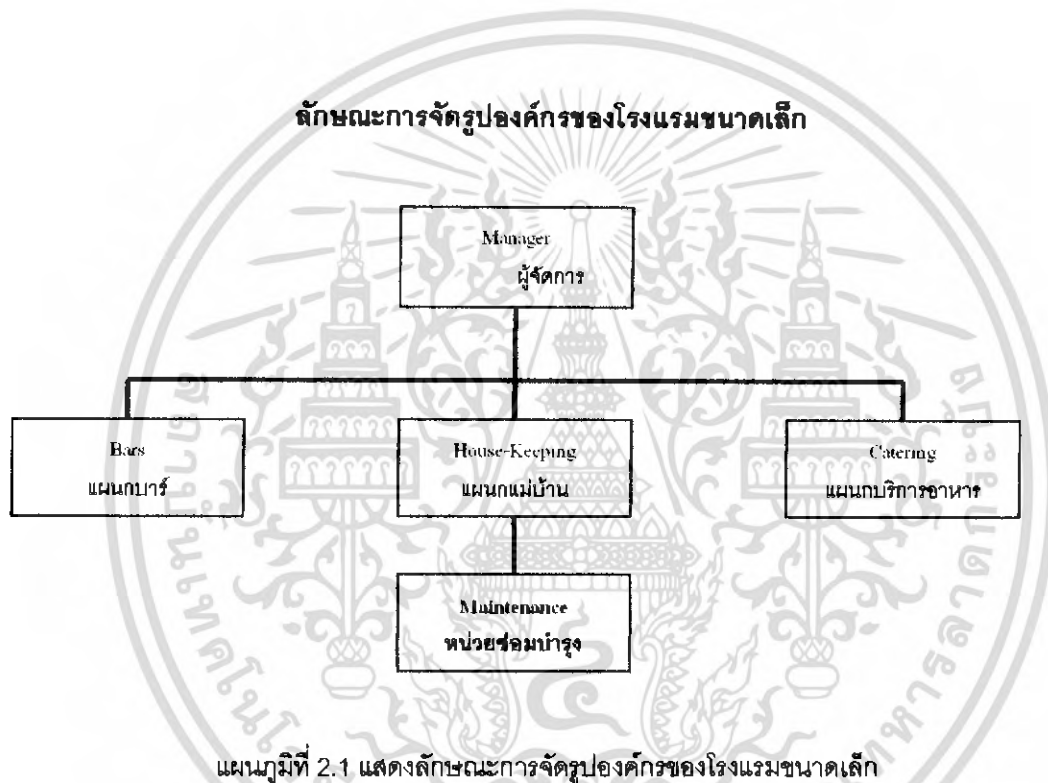 ลักษณะการจัดรูปองค์กรของโรงแรมขนาดเล็ก
Manager
ผู้จัดการ
Bars
แผนกบาร์
House-Keeping
แผนกแม่บ้าน
Catering
แผนกบริการอาหาร
Maintenance
หน่วยซ่อมบำรุง
แผนภูมิที่ 2.1 แสดงลักษณะการจัดรูปองค์กรของโรงแรมขนาดเล็ก